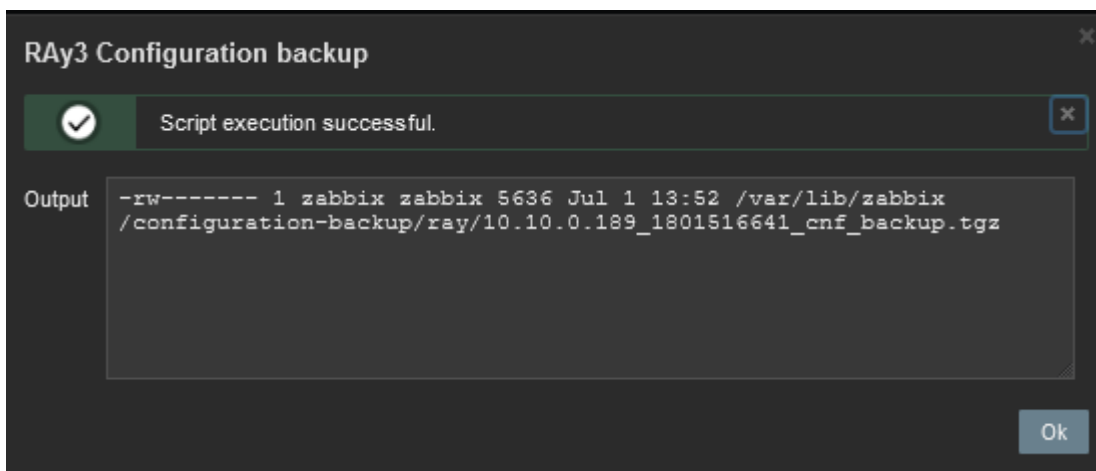 RAy3 Configuration backup
Script execution successful.
Output
-rw------- 1 zabbix zabbix 5636 Jul 1 13:52 /var/lib/zabbix
/configuration-backup/ray/10.10.0.189_1801516641_cnf_backup.tgz
Ok